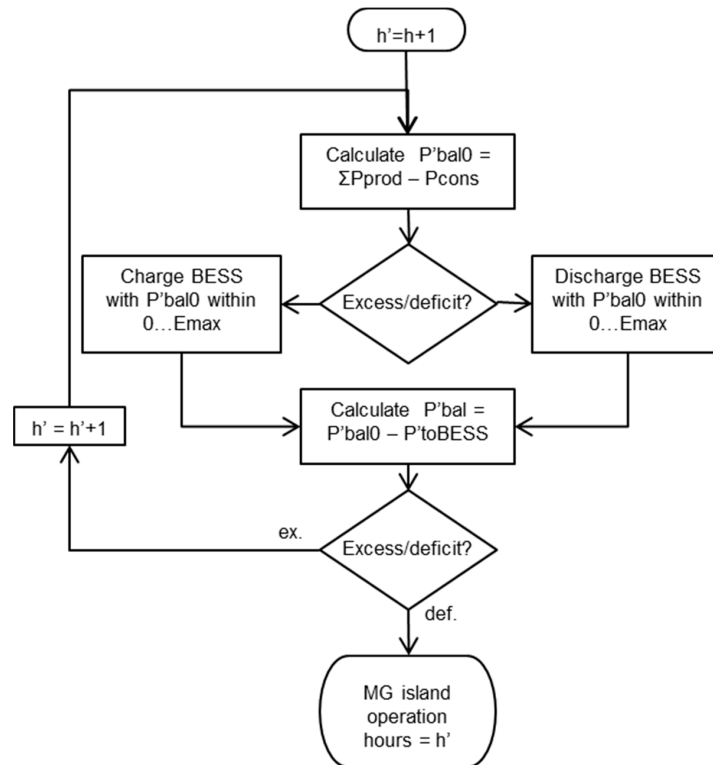 h'=h+1
Calculate P'bal0 =
ΣPprod – Pcons
Charge BESS
with P'bal0 within
0...Emax
Excess/deficit?
Discharge BESS
with P'bal0 within
0...Emax
Calculate P'bal =
P'bal0 – P'toBESS
h' = h'+1
ex.
Excess/deficit?
def.
MG island
operation
hours = h'